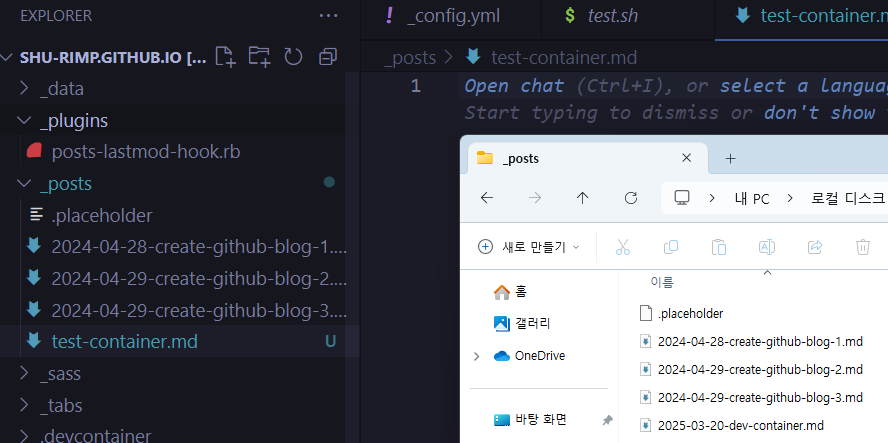 EXPLORER
SHU-RIMP.GITHUB.IO [...
_data
_plugins
posts-lastmod-hook.rb
_posts
.placeholder
2024-04-28-create-github-blog-1....
2024-04-29-create-github-blog-2....
2024-04-29-create-github-blog-3....
test-container.md U
_sass
_tabs
.devcontainer
! _config.yml
$ test.sh
test-container.m
_posts > test-container.md
1 Open chat (Ctrl+I), or select a langua
Start typing to dismiss or don't show
_posts
내 PC > 로컬 디스크
새로 만들기
이름
홈
갤러리
OneDrive
바탕 화면
.placeholder
2024-04-28-create-github-blog-1.md
2024-04-29-create-github-blog-2.md
2024-04-29-create-github-blog-3.md
2025-03-20-dev-container.md